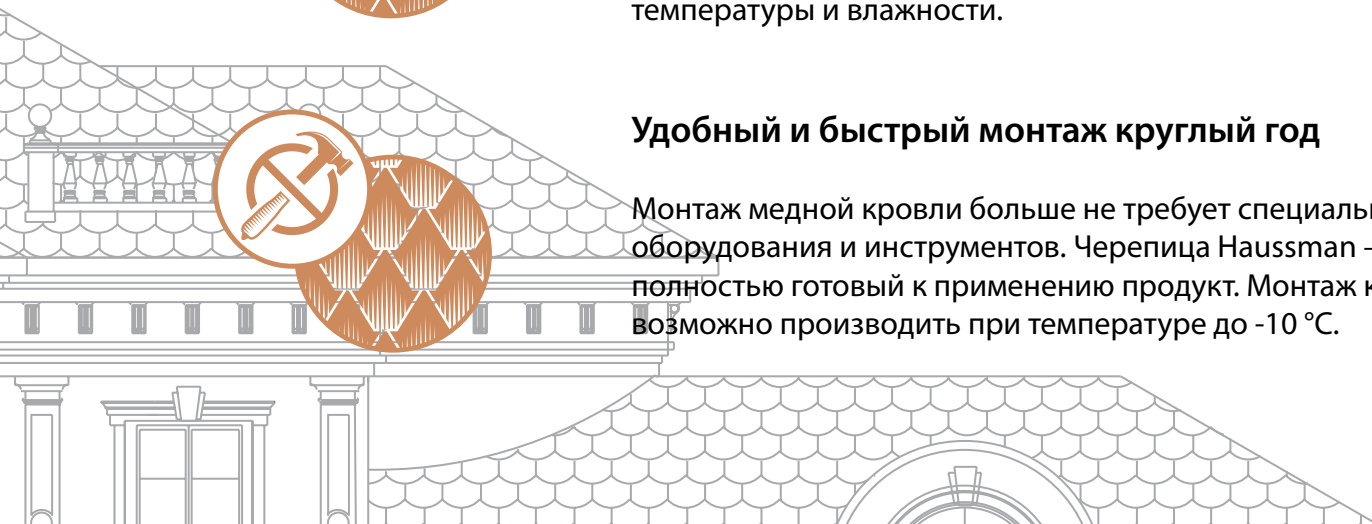 температуры и влажности.
Удобный и быстрый монтаж круглый год
Монтаж медной кровли больше не требует
оборудования и инструментов. Черепица Haussman –
полностью готовый к применению продукт. Монтаж
возможно производить при температуре до -10 °C.